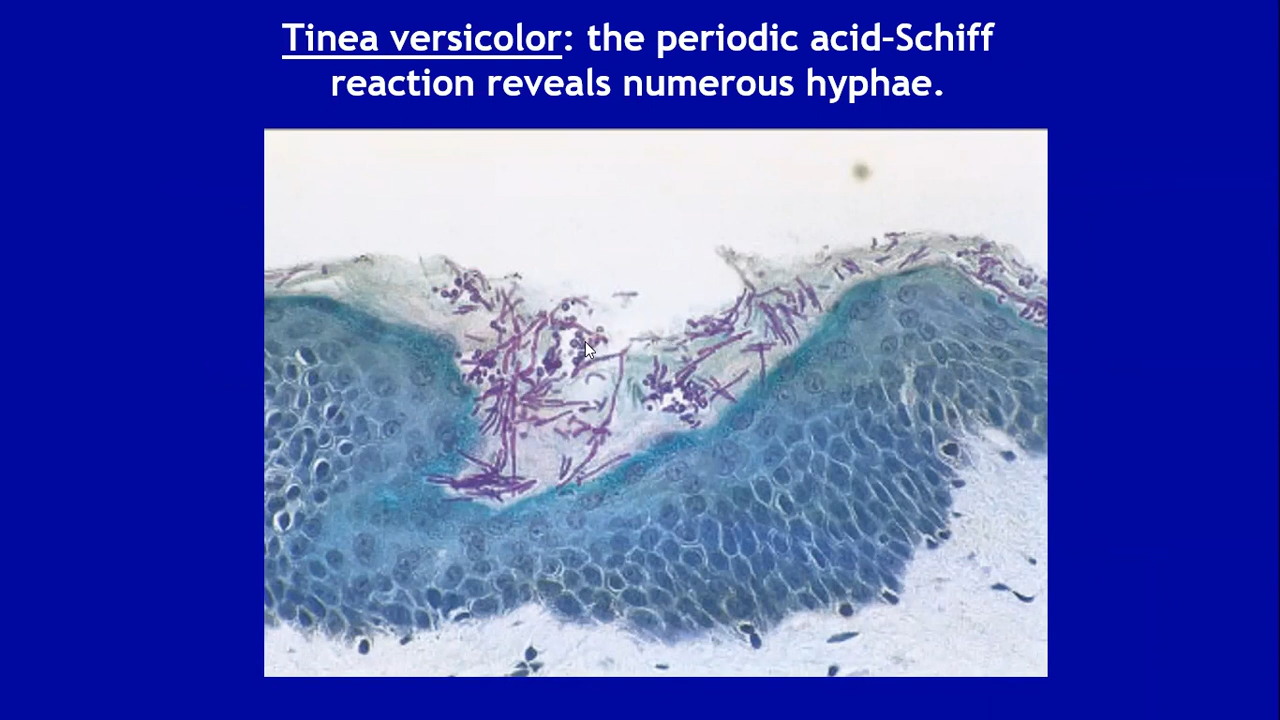 Tinea versicolor: the periodic acid–Schiff
reaction reveals numerous hyphae.